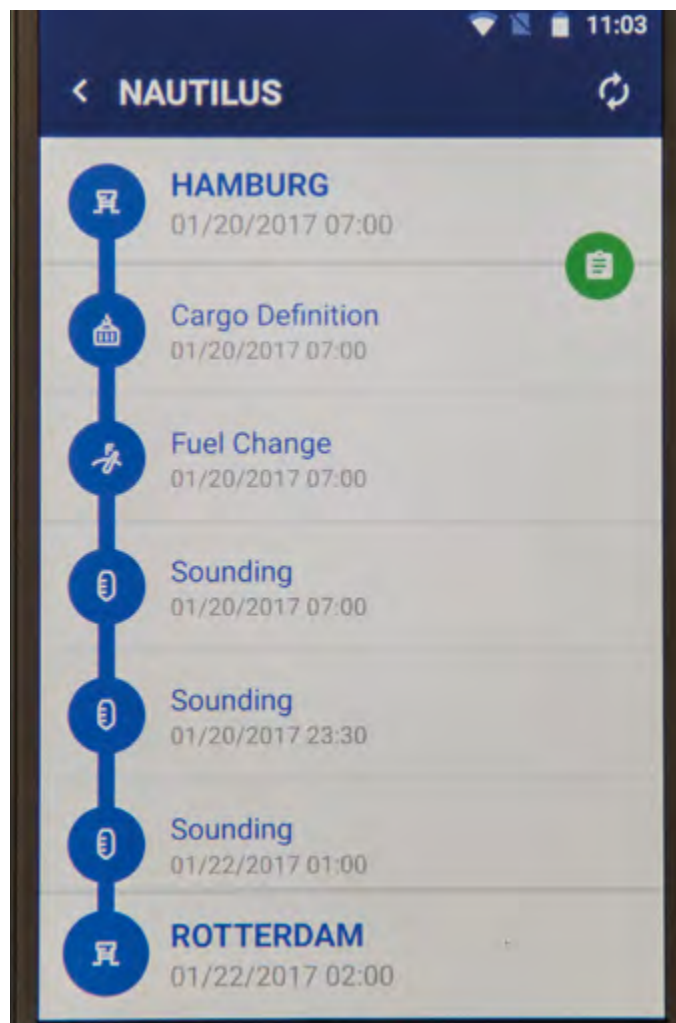 11:03
NAUTILUS
HAMBURG
01/20/2017 07:00
Cargo Definition
01/20/2017 07:00
Fuel Change
01/20/2017 07:00
Sounding
01/20/2017 07:00
Sounding
01/20/2017 23:30
Sounding
01/22/2017 01:00
ROTTERDAM
01/22/2017 02:00